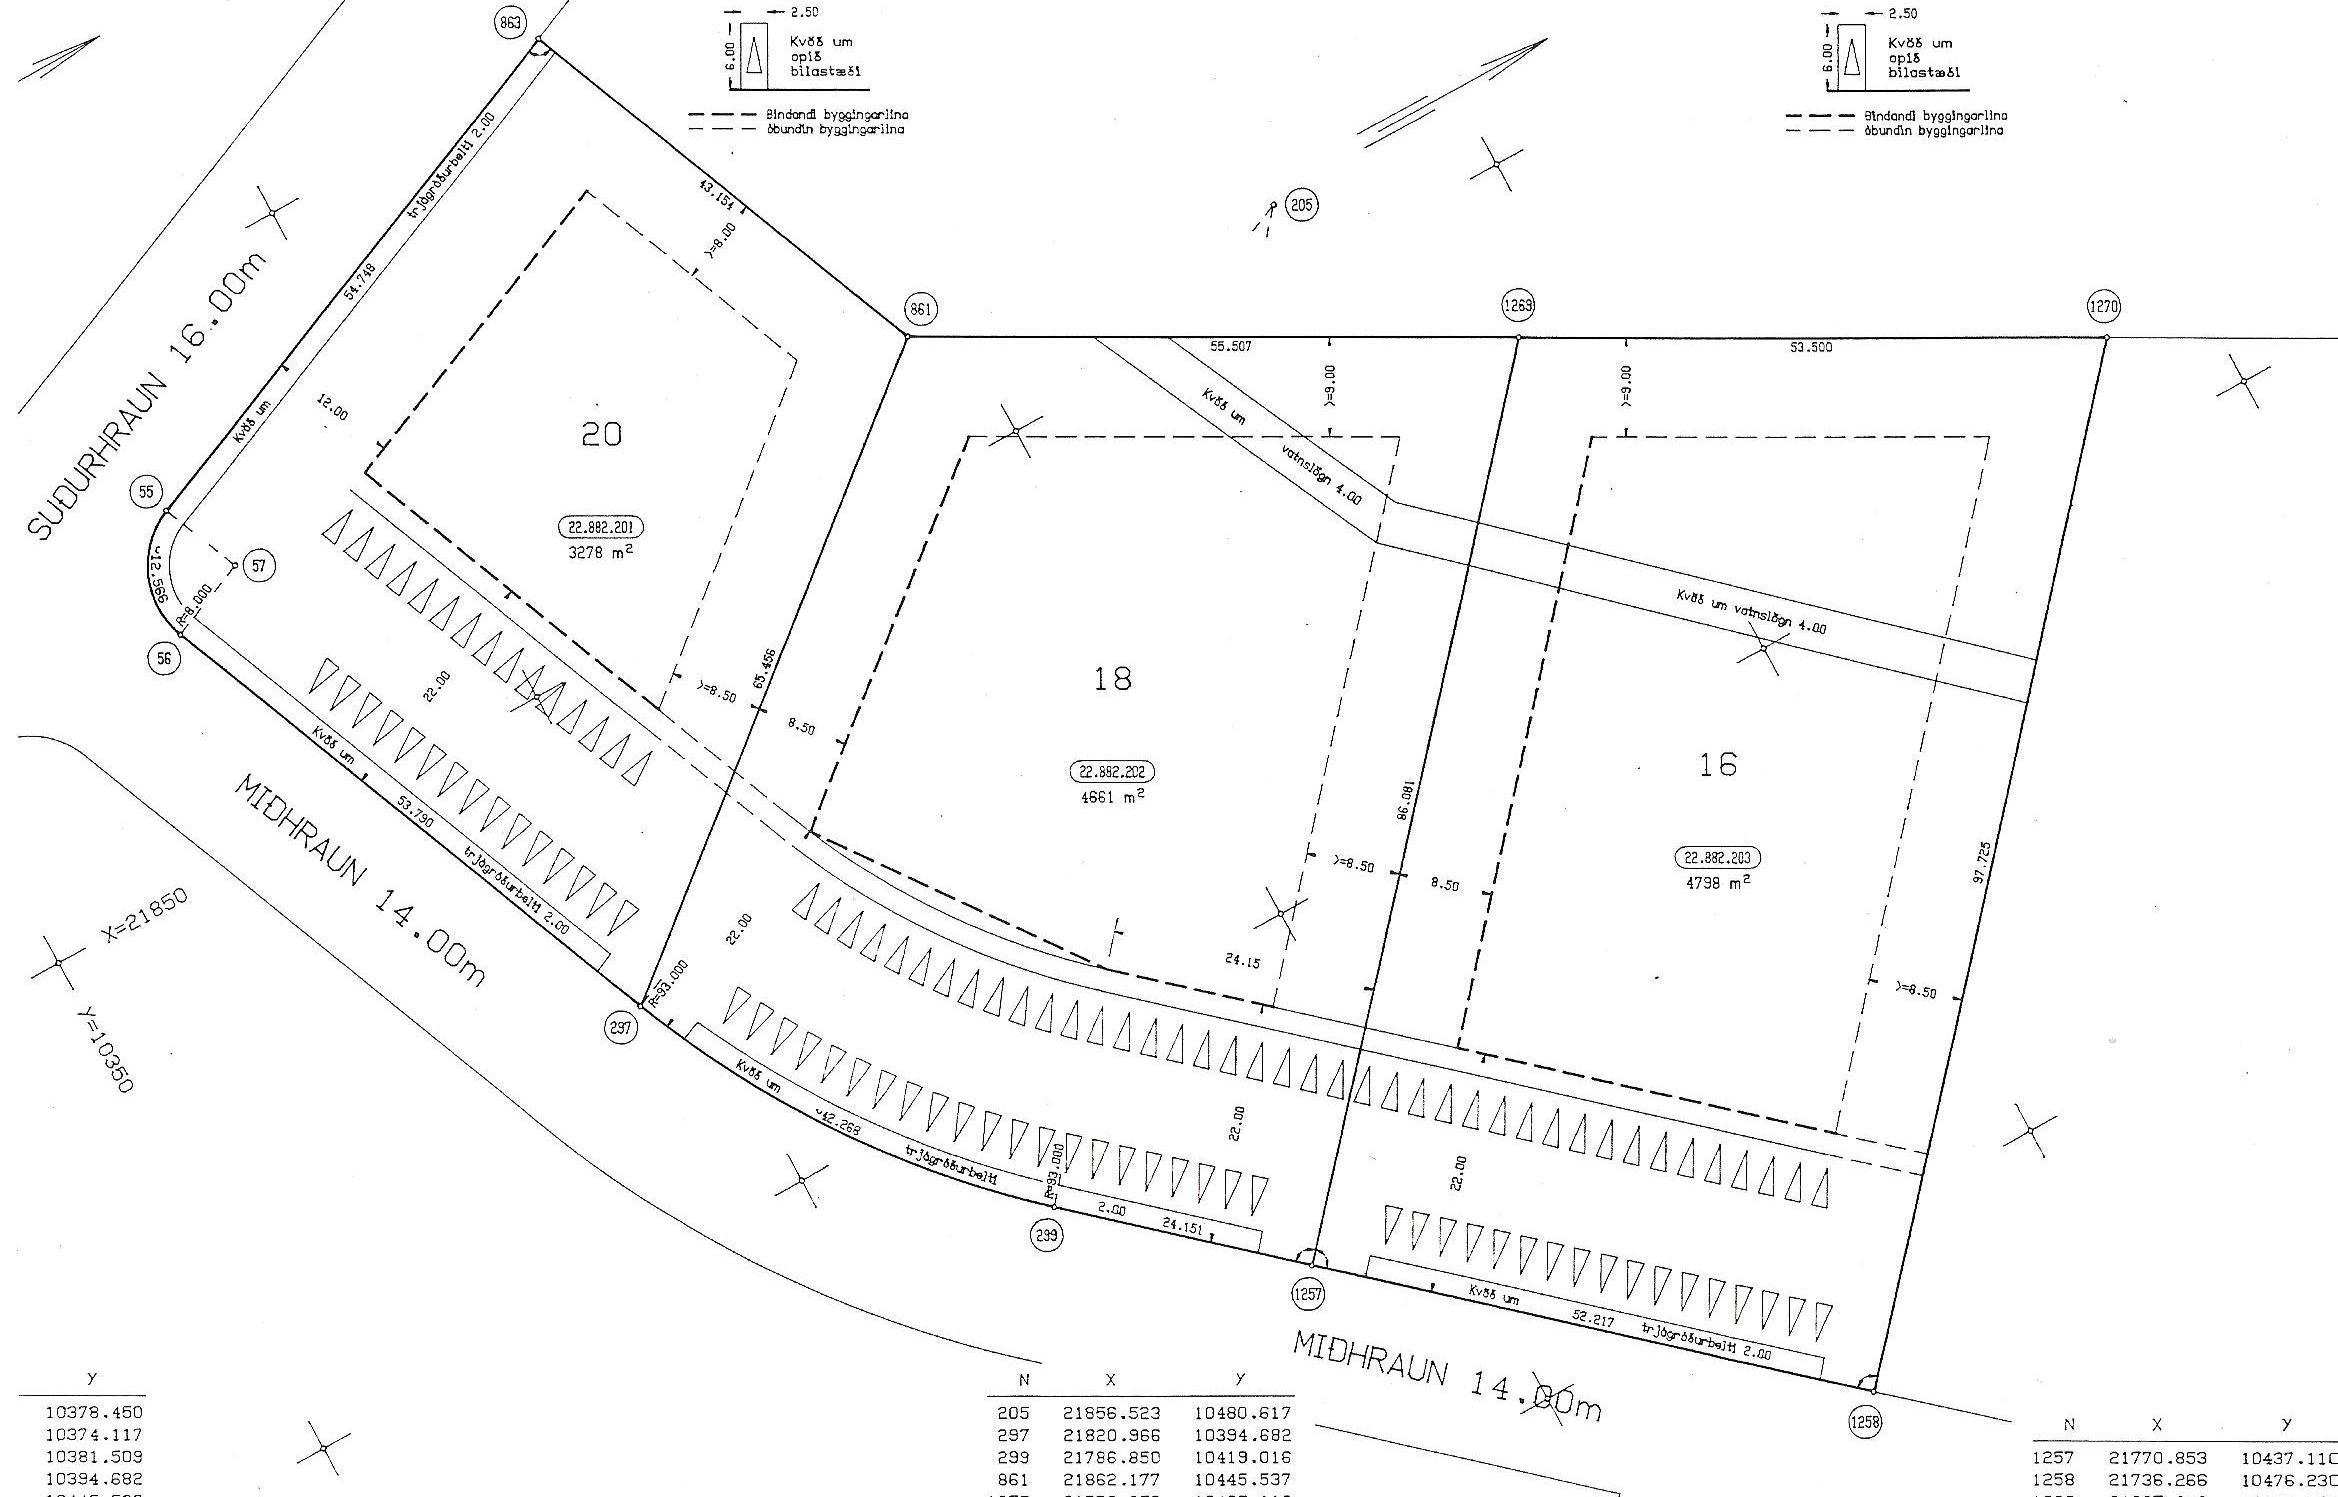 863
2.50
6.00
Kvöð um
opið
bílastæði
Bindandi byggingarlína
óbundin byggingarlína
2.50
6.00
Kvöð um
opið
bílastæði
Bindandi byggingarlína
óbundin byggingarlína
205
SUÐURHRAUN 16.00m
Kvöð um trjágróðurbelti 2.00
54.748
43.154
>=8.00
12.00
20
22.882.201
3278 m²
861
55.507
1269
53.500
1270
>=9.00
>=9.00
Kvöð um vatnslögn 4.00
Kvöð um vatnslögn 4.00
55
57
56
12.566
R=8.000
22.00
>=8.50
65.456
8.50
18
22.882.202
4661 m²
86.081
>=8.50
8.50
16
22.882.203
4798 m²
97.725
>=8.50
MIÐHRAUN 14.00m
Kvöð um trjágróðurbelti 2.00
53.790
X=21850
Y=10350
297
R=93.000
22.00
24.15
Kvöð um trjágróðurbelti 2.00
42.268
R=93.000
299
24.151
22.00
22.00
1257
Kvöð um trjágróðurbelti 2.00
52.217
1258
MIÐHRAUN 14.00m
Y
10378.450
10374.117
10381.509
10394.682
N X Y
205 21856.523 10480.617
297 21820.966 10394.682
299 21786.850 10419.016
861 21862.177 10445.537
N X Y
1257 21770.853 10437.110
1258 21736.266 10476.230